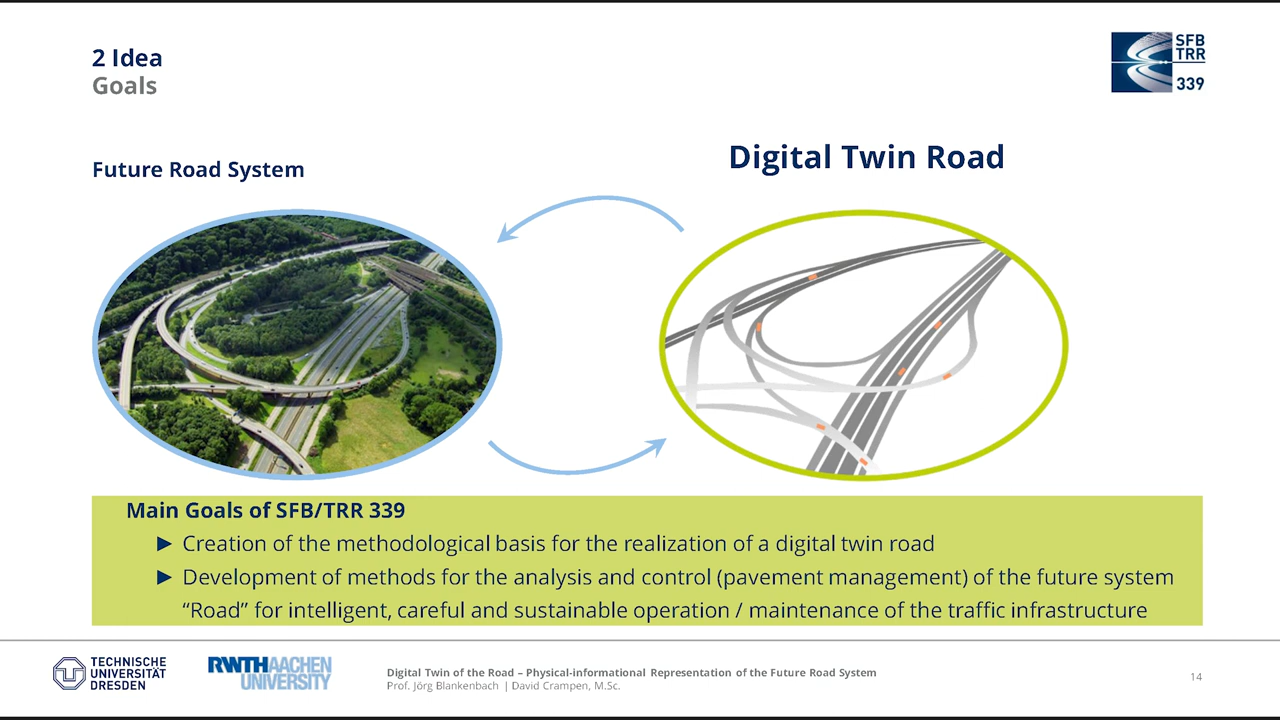 2 Idea
Goals
SFB
TRR
339
Future Road System
Digital Twin Road
Main Goals of SFB/TRR 339
► Creation of the methodological basis for the realization of a digital twin road
► Development of methods for the analysis and control (pavement management) of the future system
“Road” for intelligent, careful and sustainable operation / maintenance of the traffic infrastructure
TECHNISCHE
UNIVERSITÄT
DRESDEN
RWTHAACHEN
UNIVERSITY
Digital Twin of the Road – Physical-informational Representation of the Future Road System
Prof. Jörg Blankenbach | David Crampen, M.Sc.
14